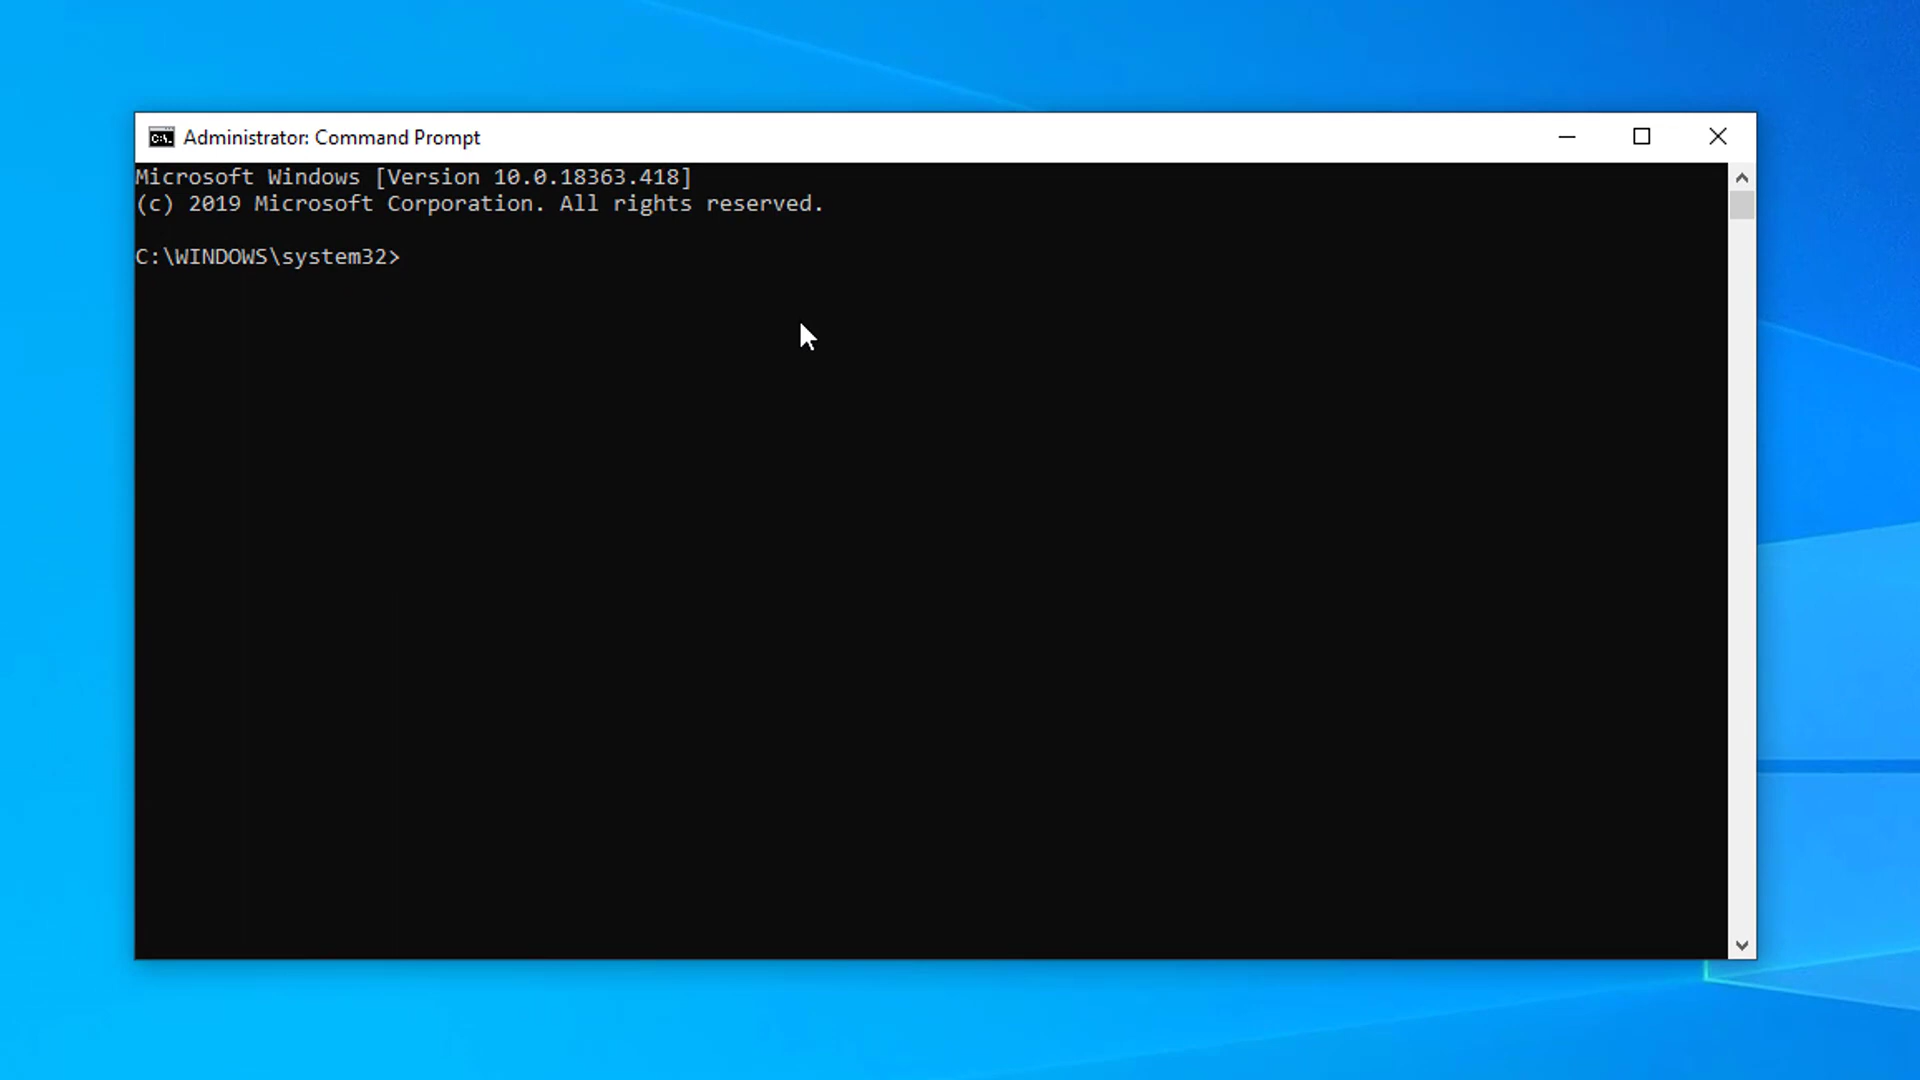 Administrator: Command Prompt
Microsoft Windows [Version 10.0.18363.418]
(c) 2019 Microsoft Corporation. All rights reserved.
C:\WINDOWS\system32>